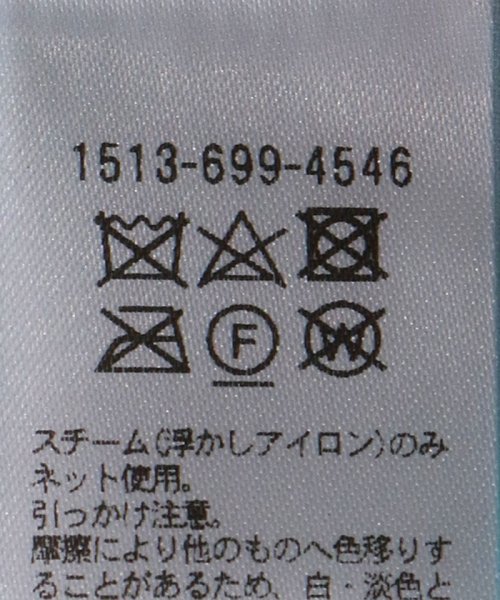 1513-699-4546
F W
スチーム(浮かしアイロン)のみ
ネット使用。
引っかけ注意。
摩擦により他のものへ色移りす
ることがあるため、白・淡色と